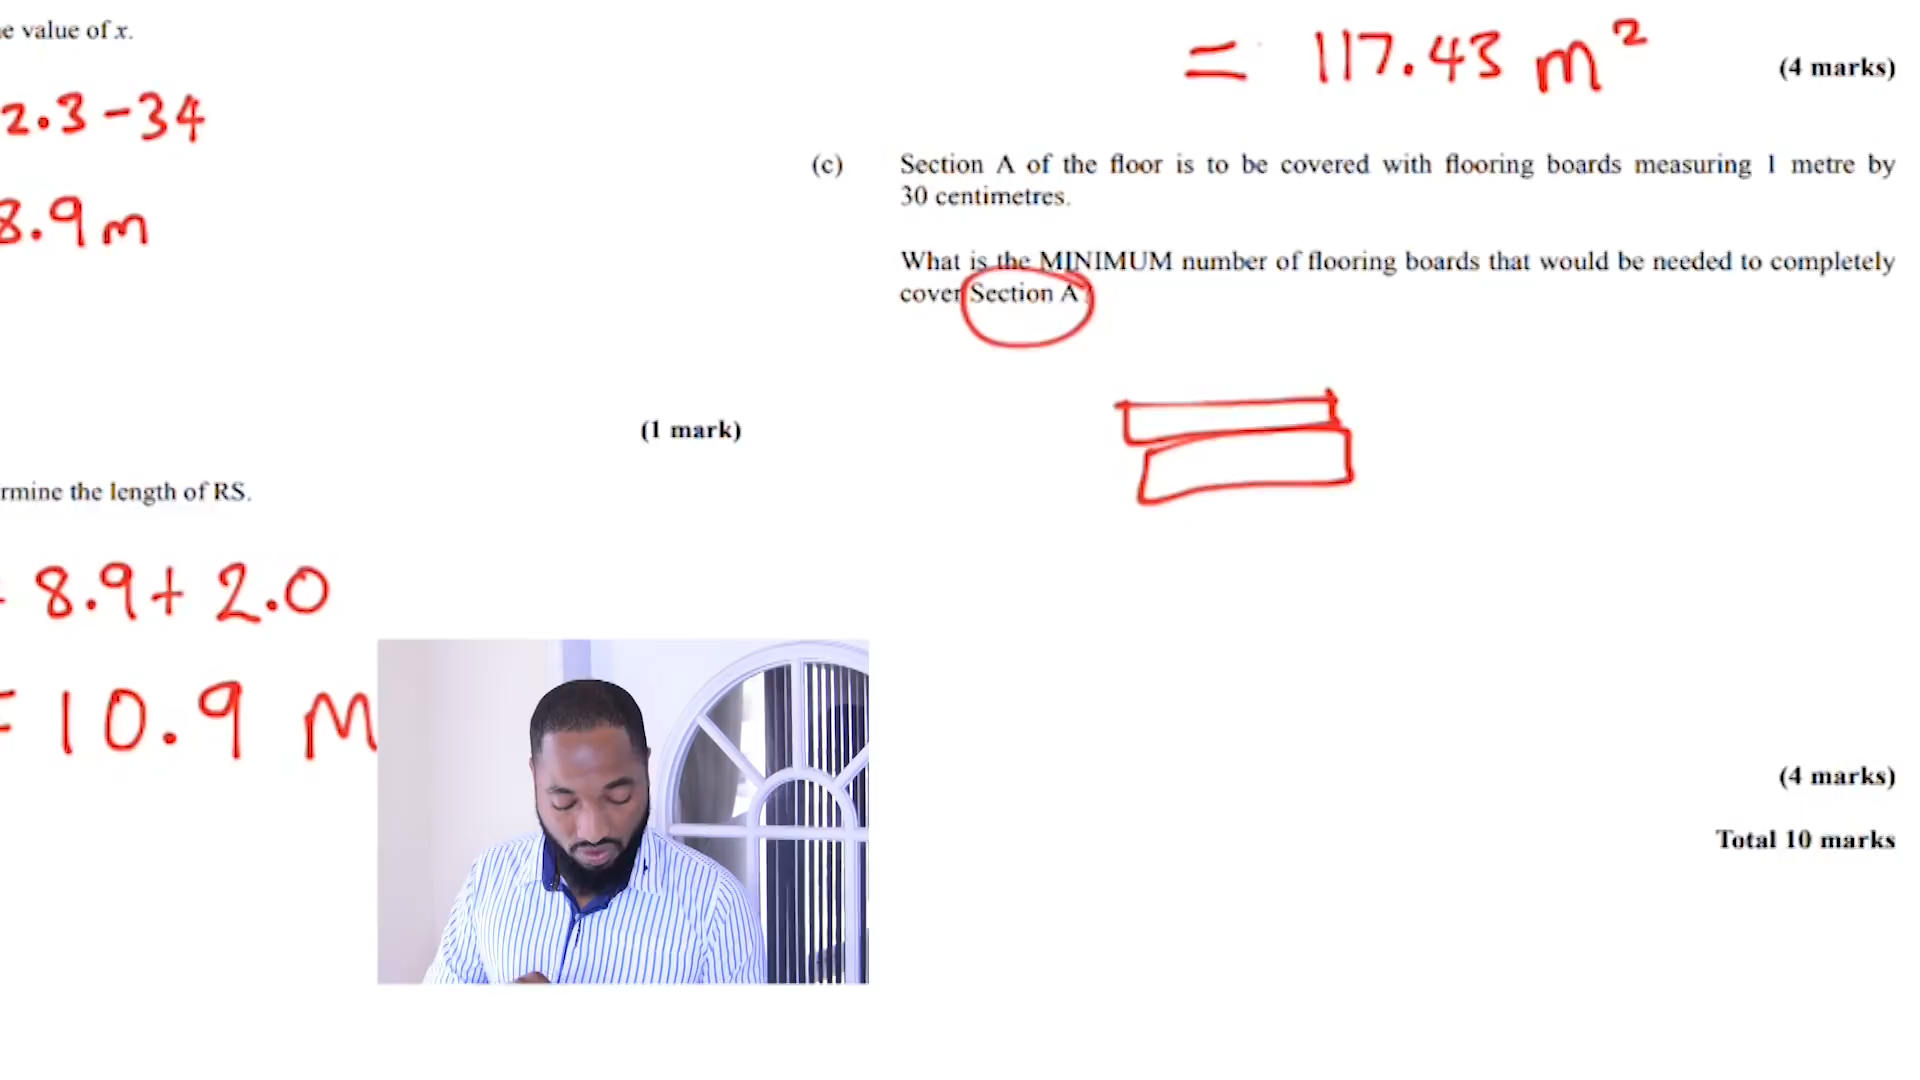 e value of x.
2.3 - 34
8.9 m
(1 mark)
rmine the length of RS.
8.9 + 2.0
= 10.9 m
= 117.43 m²
(4 marks)
(c) Section A of the floor is to be covered with flooring boards measuring 1 metre by
30 centimetres.
What is the MINIMUM number of flooring boards that would be needed to completely
cover Section A?
(4 marks)
Total 10 marks